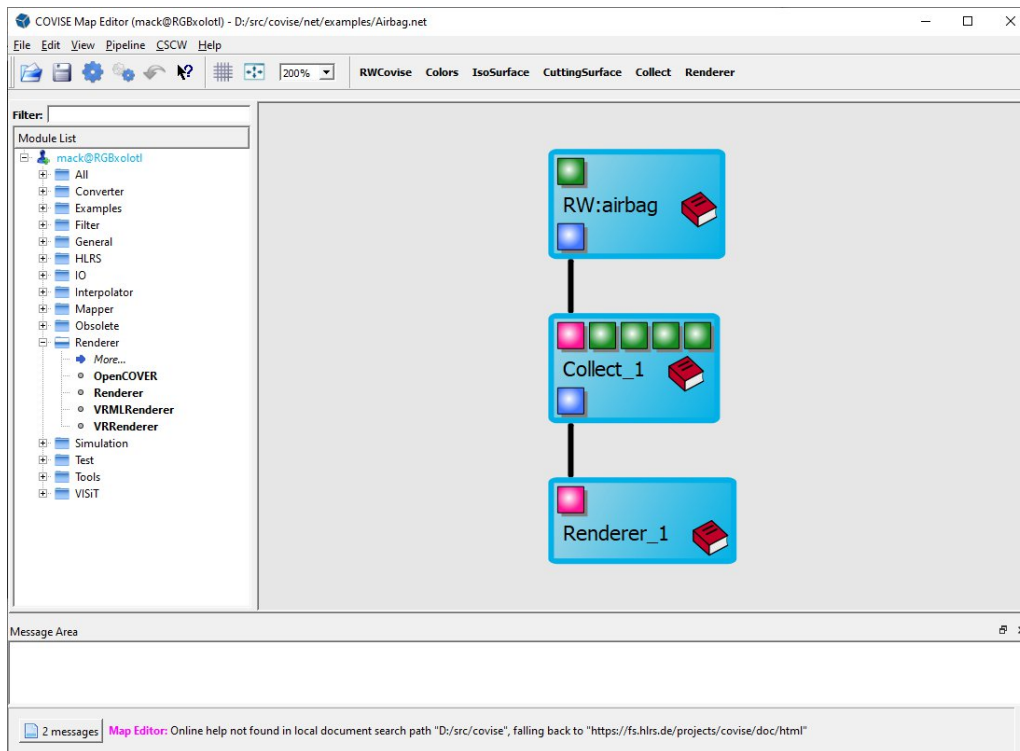 COVISE Map Editor (mack@RGBxolotl) - D:/src/covise/net/examples/Airbag.net
File Edit View Pipeline CSCW Help
200% RWCovise Colors IsoSurface CuttingSurface Collect Renderer
Filter:
Module List
mack@RGBxolotl
All
Converter
Examples
Filter
General
HLRS
IO
Interpolator
Mapper
Obsolete
Renderer
More...
OpenCOVER
Renderer
VRMLRenderer
VRRenderer
Simulation
Test
Tools
VISiT
RW:airbag
Collect_1
Renderer_1
Message Area
2 messages Map Editor: Online help not found in local document search path "D:/src/covise", falling back to "https://fs.hlrs.de/projects/covise/doc/html"